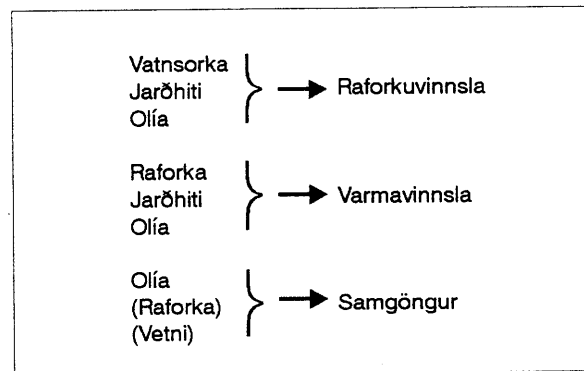 Vatnsorka
Jarðhiti
Olía
Raforkuvinnsla
Raforka
Jarðhiti
Olía
Varmavinnsla
Olía
(Raforka)
(Vetni)
Samgöngur